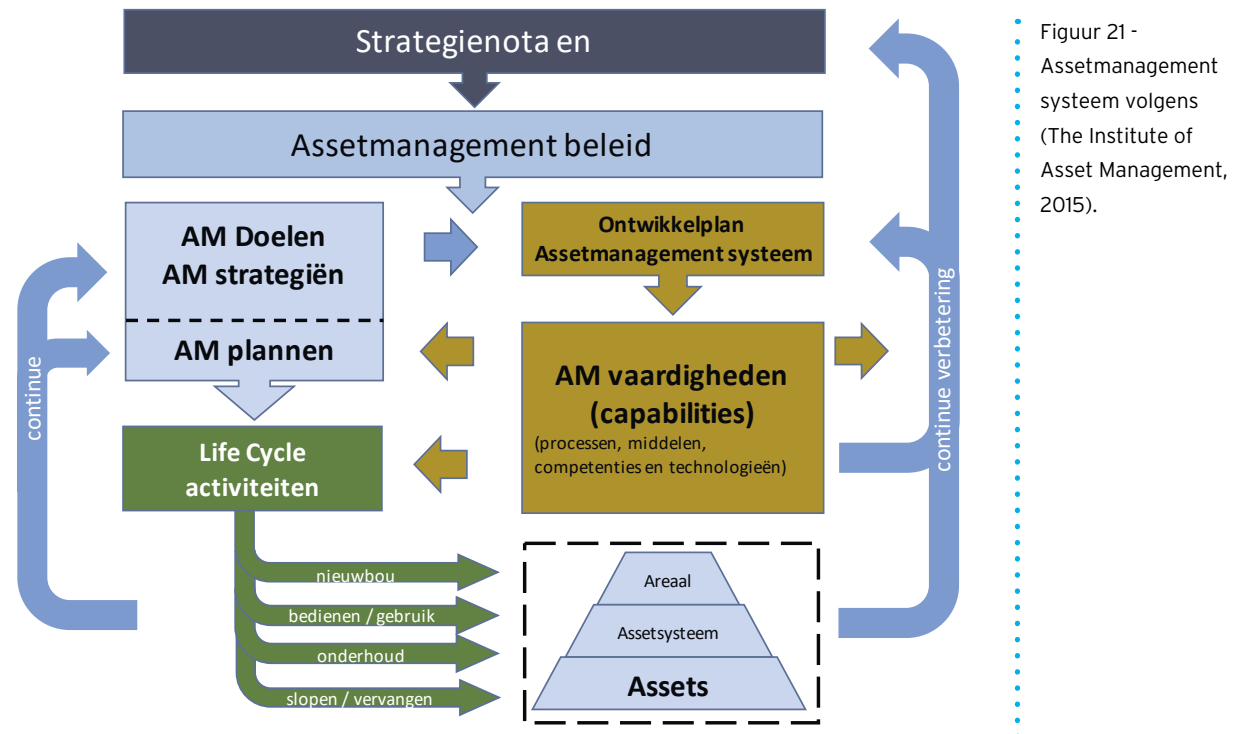 Strategienota en
Assetmanagement beleid
AM Doelen
AM strategiën
AM plannen
Ontwikkelplan
Assetmanagement systeem
AM vaardigheden
(capabilities)
(processen, middelen,
competenties en technologieën)
Life Cycle
activiteiten
continue
continue verbetering
nieuwbou
bedienen / gebruik
onderhoud
slopen / vervangen
Areaal
Assetsysteem
Assets
Figuur 21 -
Assetmanagement
systeem volgens
(The Institute of
Asset Management,
2015).